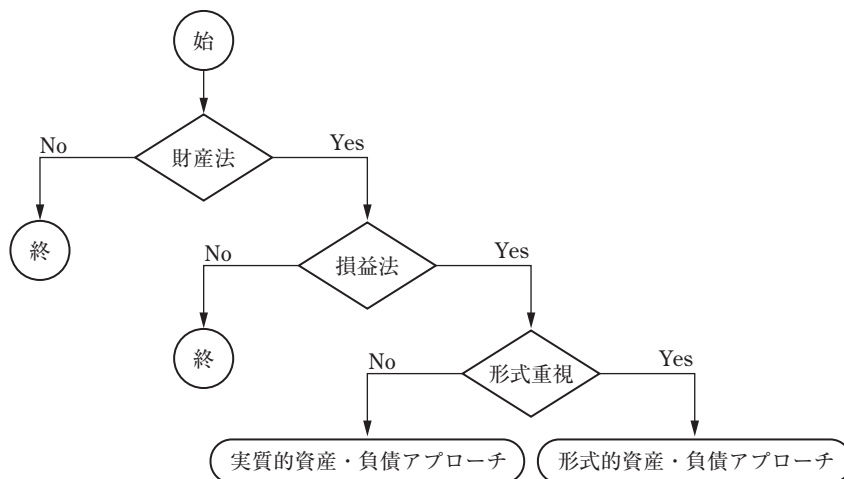 始
No
財産法
Yes
終
No
損益法
Yes
終
No
形式重視
Yes
実質的資産・負債アプローチ
形式的資産・負債アプローチ